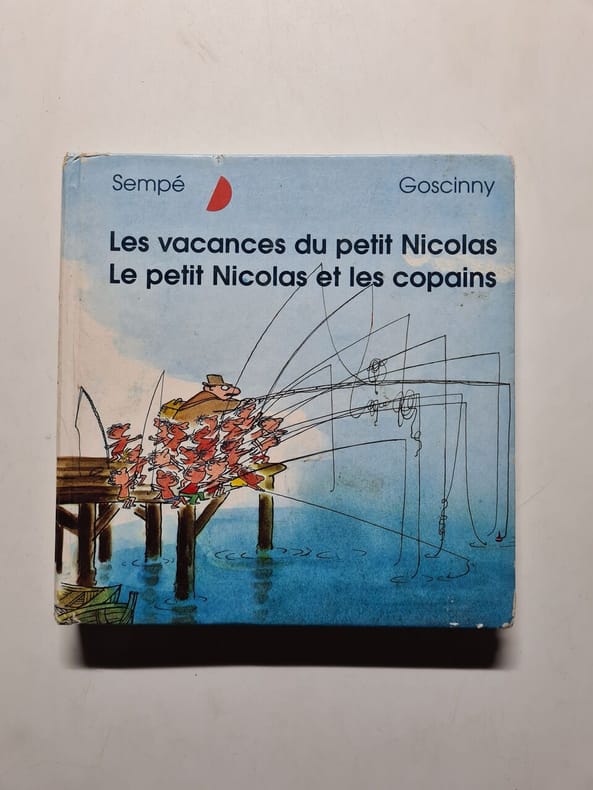 Sempé
Goscinny
Les vacances du petit Nicolas
Le petit Nicolas et les copains